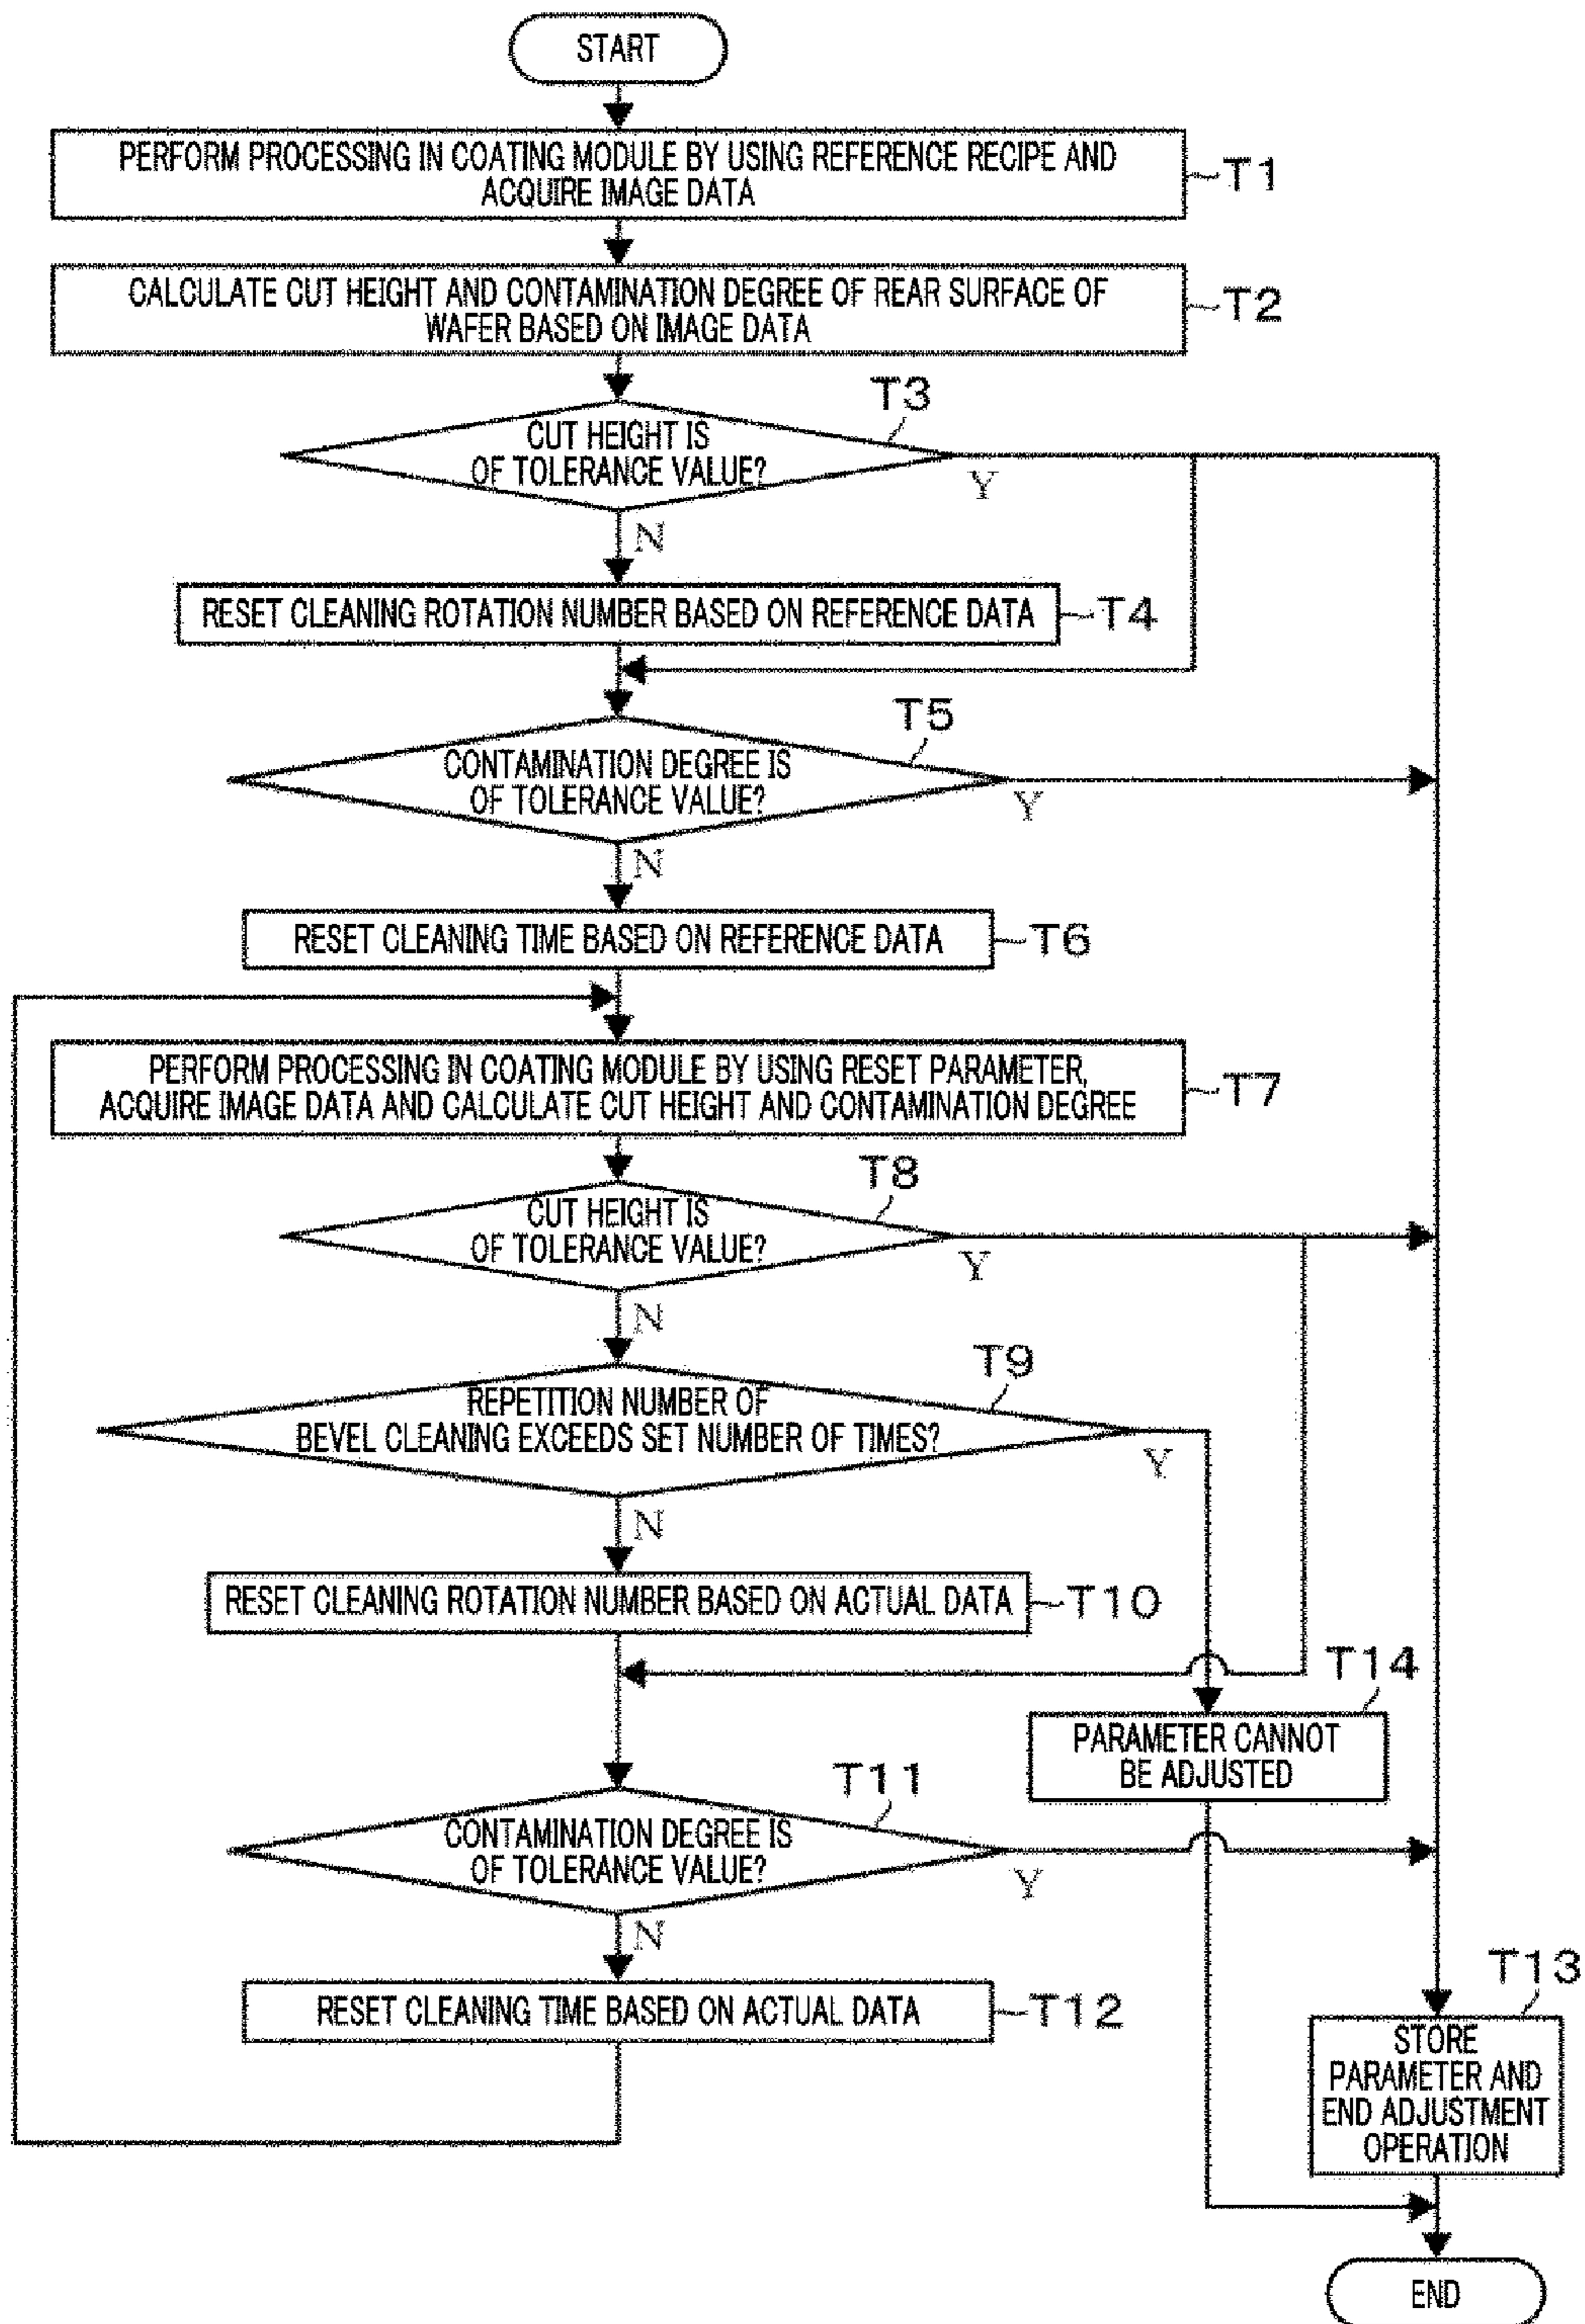 START
PERFORM PROCESSING IN COATING MODULE BY USING REFERENCE RECIPE AND
ACQUIRE IMAGE DATA
T1
CALCULATE CUT HEIGHT AND CONTAMINATION DEGREE OF REAR SURFACE OF
WAFER BASED ON IMAGE DATA
T2
T3
CUT HEIGHT IS
OF TOLERANCE VALUE?
Y
N
RESET CLEANING ROTATION NUMBER BASED ON REFERENCE DATA
T4
T5
CONTAMINATION DEGREE IS
OF TOLERANCE VALUE?
Y
N
RESET CLEANING TIME BASED ON REFERENCE DATA
T6
PERFORM PROCESSING IN COATING MODULE BY USING RESET PARAMETER,
ACQUIRE IMAGE DATA AND CALCULATE CUT HEIGHT AND CONTAMINATION DEGREE
T7
T8
CUT HEIGHT IS
OF TOLERANCE VALUE?
Y
N
T9
REPETITION NUMBER OF
BEVEL CLEANING EXCEEDS SET NUMBER OF TIMES?
Y
N
RESET CLEANING ROTATION NUMBER BASED ON ACTUAL DATA
T10
T14
PARAMETER CANNOT
BE ADJUSTED
T11
CONTAMINATION DEGREE IS
OF TOLERANCE VALUE?
Y
N
RESET CLEANING TIME BASED ON ACTUAL DATA
T12
T13
STORE
PARAMETER AND
END ADJUSTMENT
OPERATION
END